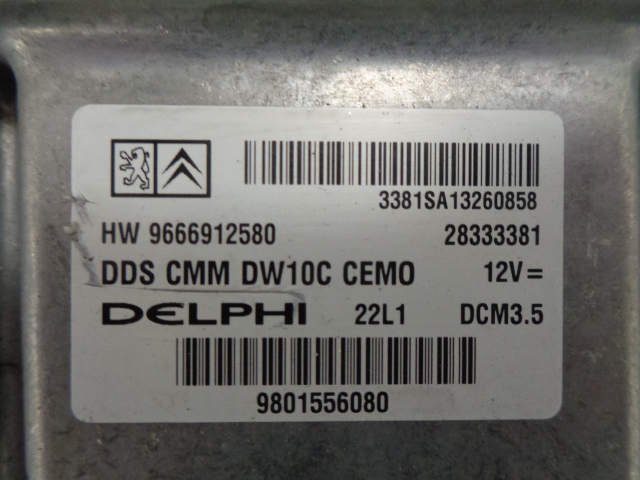 3381SA13260858
HW 9666912580 28333381
DDS CMM DW10C CEMO 12V=
DELPHI 22L1 DCM3.5
9801556080